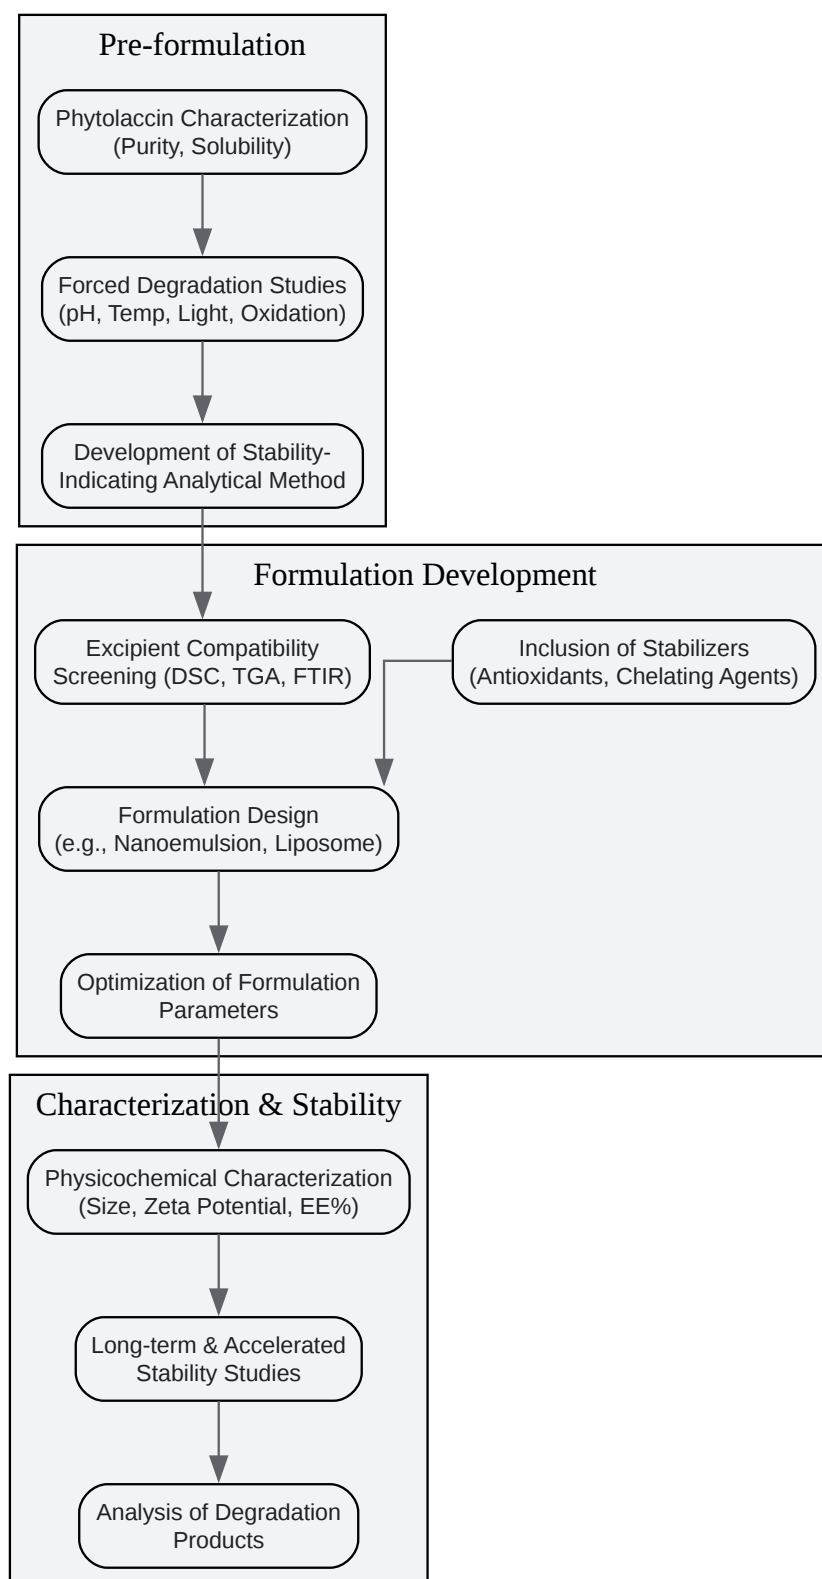 Pre-formulation
Phytolaccin Characterization
(Purity, Solubility)
Forced Degradation Studies
(pH, Temp, Light, Oxidation)
Development of Stability-
Indicating Analytical Method
Formulation Development
Excipient Compatibility
Screening (DSC, TGA, FTIR)
Inclusion of Stabilizers
(Antioxidants, Chelating Agents)
Formulation Design
(e.g., Nanoemulsion, Liposome)
Optimization of Formulation
Parameters
Characterization & Stability
Physicochemical Characterization
(Size, Zeta Potential, EE%)
Long-term & Accelerated
Stability Studies
Analysis of Degradation
Products